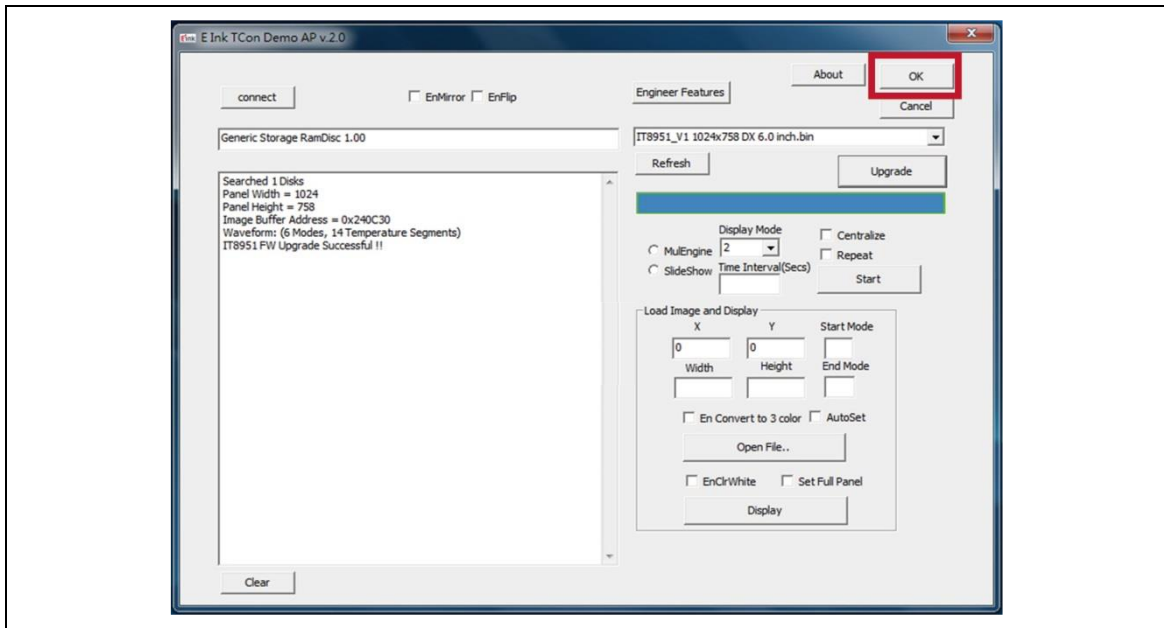 E Ink TCon Demo AP v.2.0
About
OK
connect
EnMirror
EnFlip
Engineer Features
Cancel
Generic Storage RamDisc 1.00
IT8951_V1 1024x758 DX 6.0 inch.bin
Refresh
Upgrade
Searched 1 Disks
Panel Width = 1024
Panel Height = 758
Image Buffer Address = 0x240C30
Waveform: (6 Modes, 14 Temperature Segments)
IT8951 FW Upgrade Successful !!
Display Mode
Centralize
MulEngine
2
Repeat
SlideShow
Time Interval(Secs)
Start
Load Image and Display
X
Y
Start Mode
0
0
Width
Height
End Mode
En Convert to 3 color
AutoSet
Open File..
EnClrWhite
Set Full Panel
Display
Clear